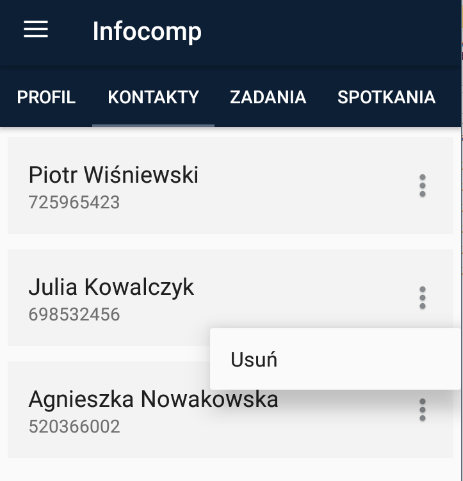 Infocomp
PROFIL KONTAKTY ZADANIA SPOTKANIA
Piotr Wiśniewski
725965423
Julia Kowalczyk
698532456
Usuń
Agnieszka Nowakowska
520366002